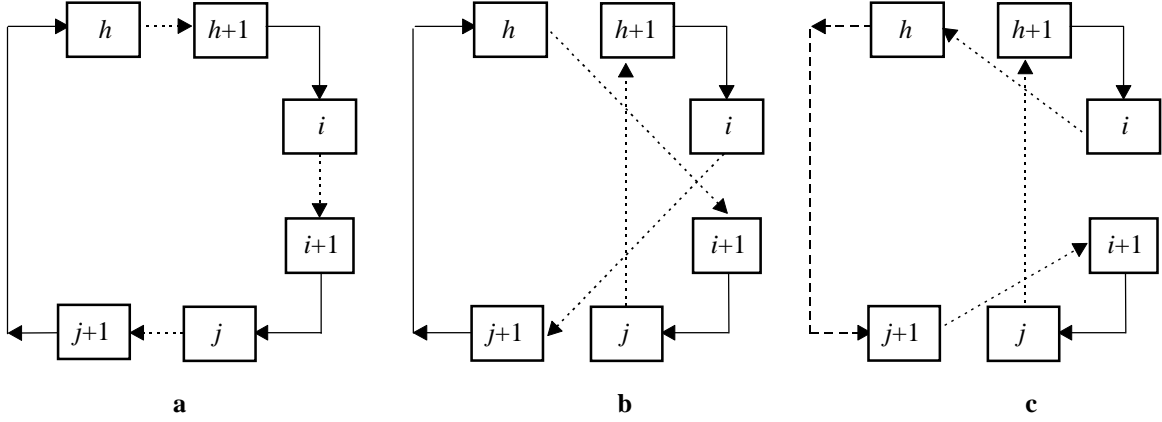 h h+1 h h+1 h h+1
i i i
i+1 i+1 i+1
j+1 j j+1 j j+1 j
a b c